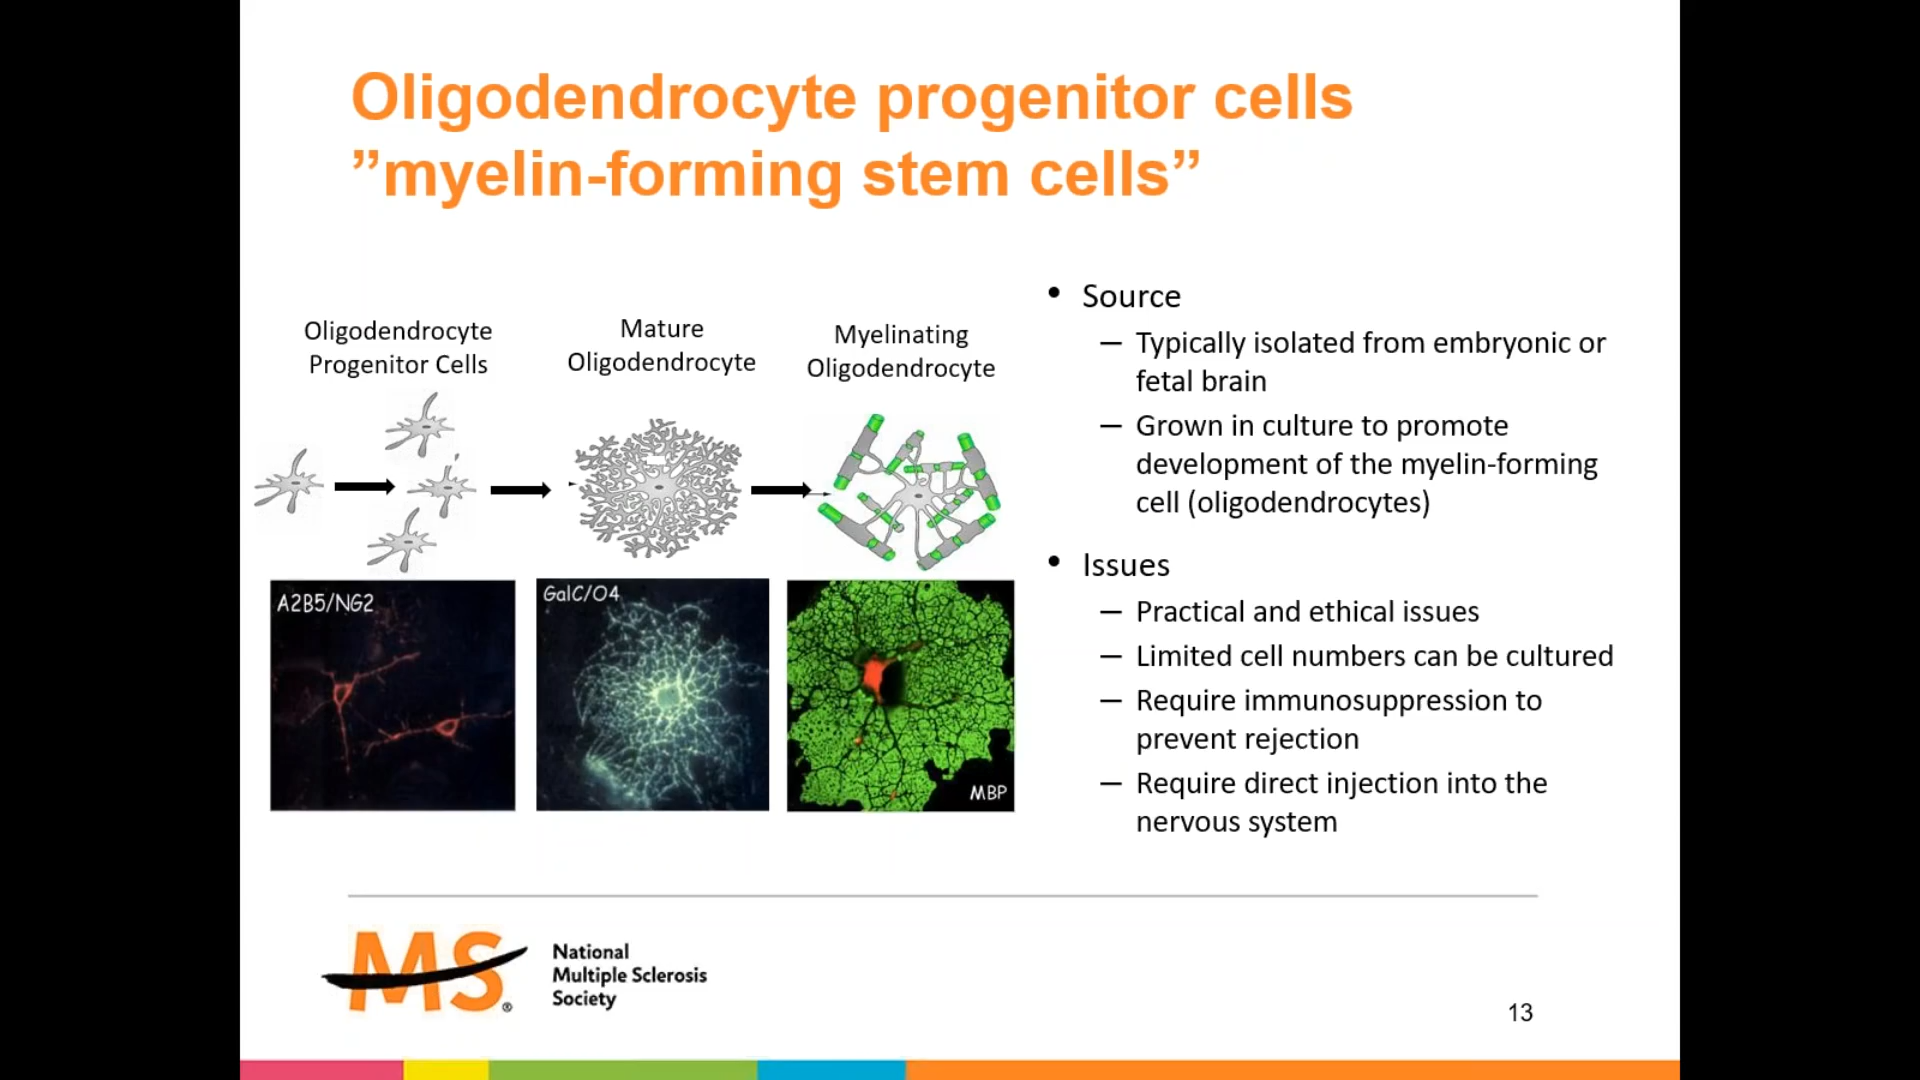 Oligodendrocyte progenitor cells
”myelin-forming stem cells”
Oligodendrocyte
Progenitor Cells
Mature
Oligodendrocyte
Myelinating
Oligodendrocyte
A2B5/NG2
GalC/O4
MBP
• Source
– Typically isolated from embryonic or
fetal brain
– Grown in culture to promote
development of the myelin-forming
cell (oligodendrocytes)
• Issues
– Practical and ethical issues
– Limited cell numbers can be cultured
– Require immunosuppression to
prevent rejection
– Require direct injection into the
nervous system
MS®
National
Multiple Sclerosis
Society
13